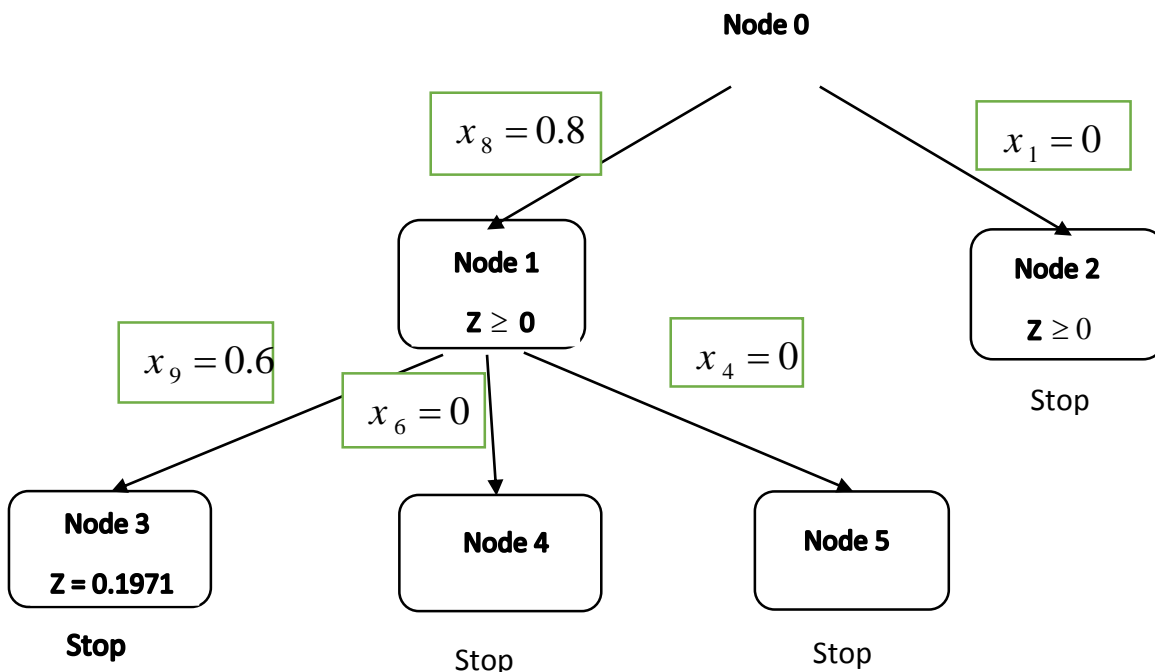 Node 0
x₈ = 0.8
x₁ = 0
Node 1
Z ≥ 0
Node 2
Z ≥ 0
Stop
x₉ = 0.6
x₆ = 0
x₄ = 0
Node 3
Z = 0.1971
Stop
Node 4
Stop
Node 5
Stop